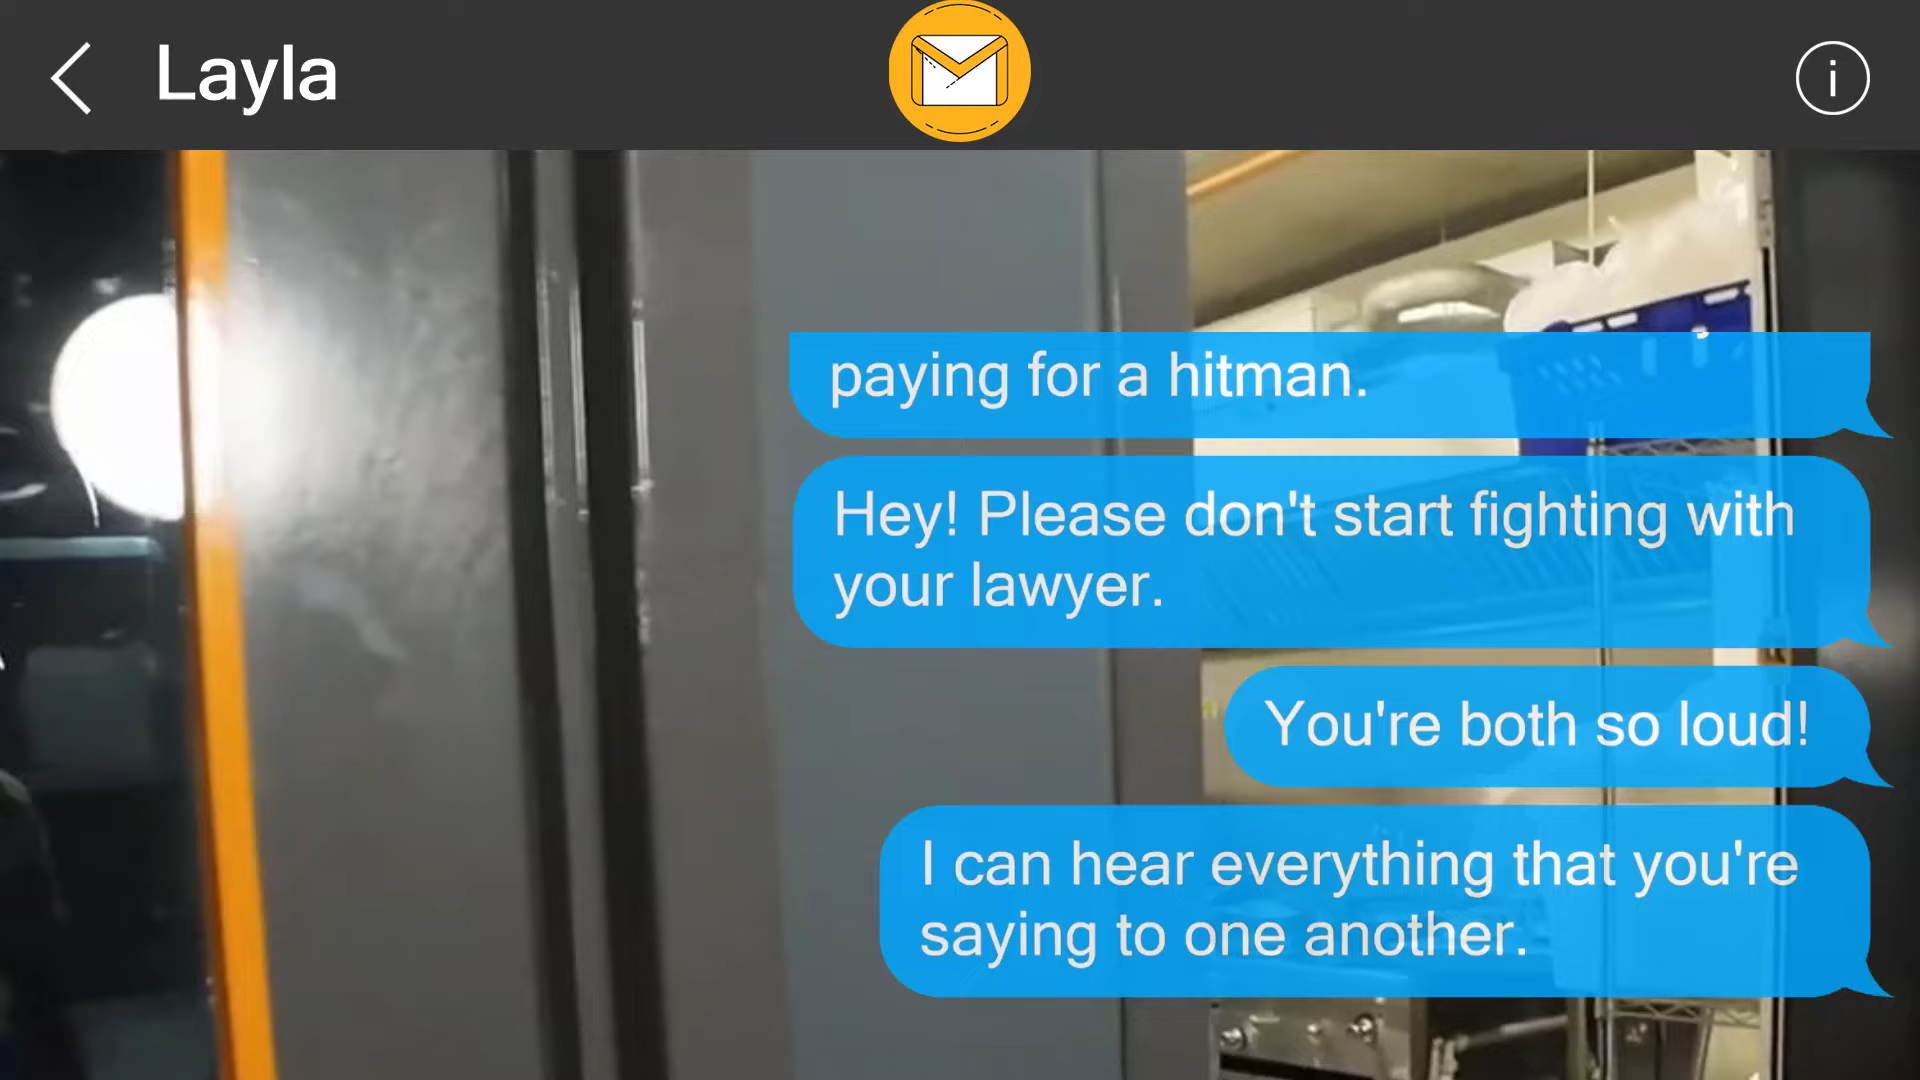 Layla
paying for a hitman.
Hey! Please don't start fighting with
your lawyer.
You're both so loud!
I can hear everything that you're
saying to one another.